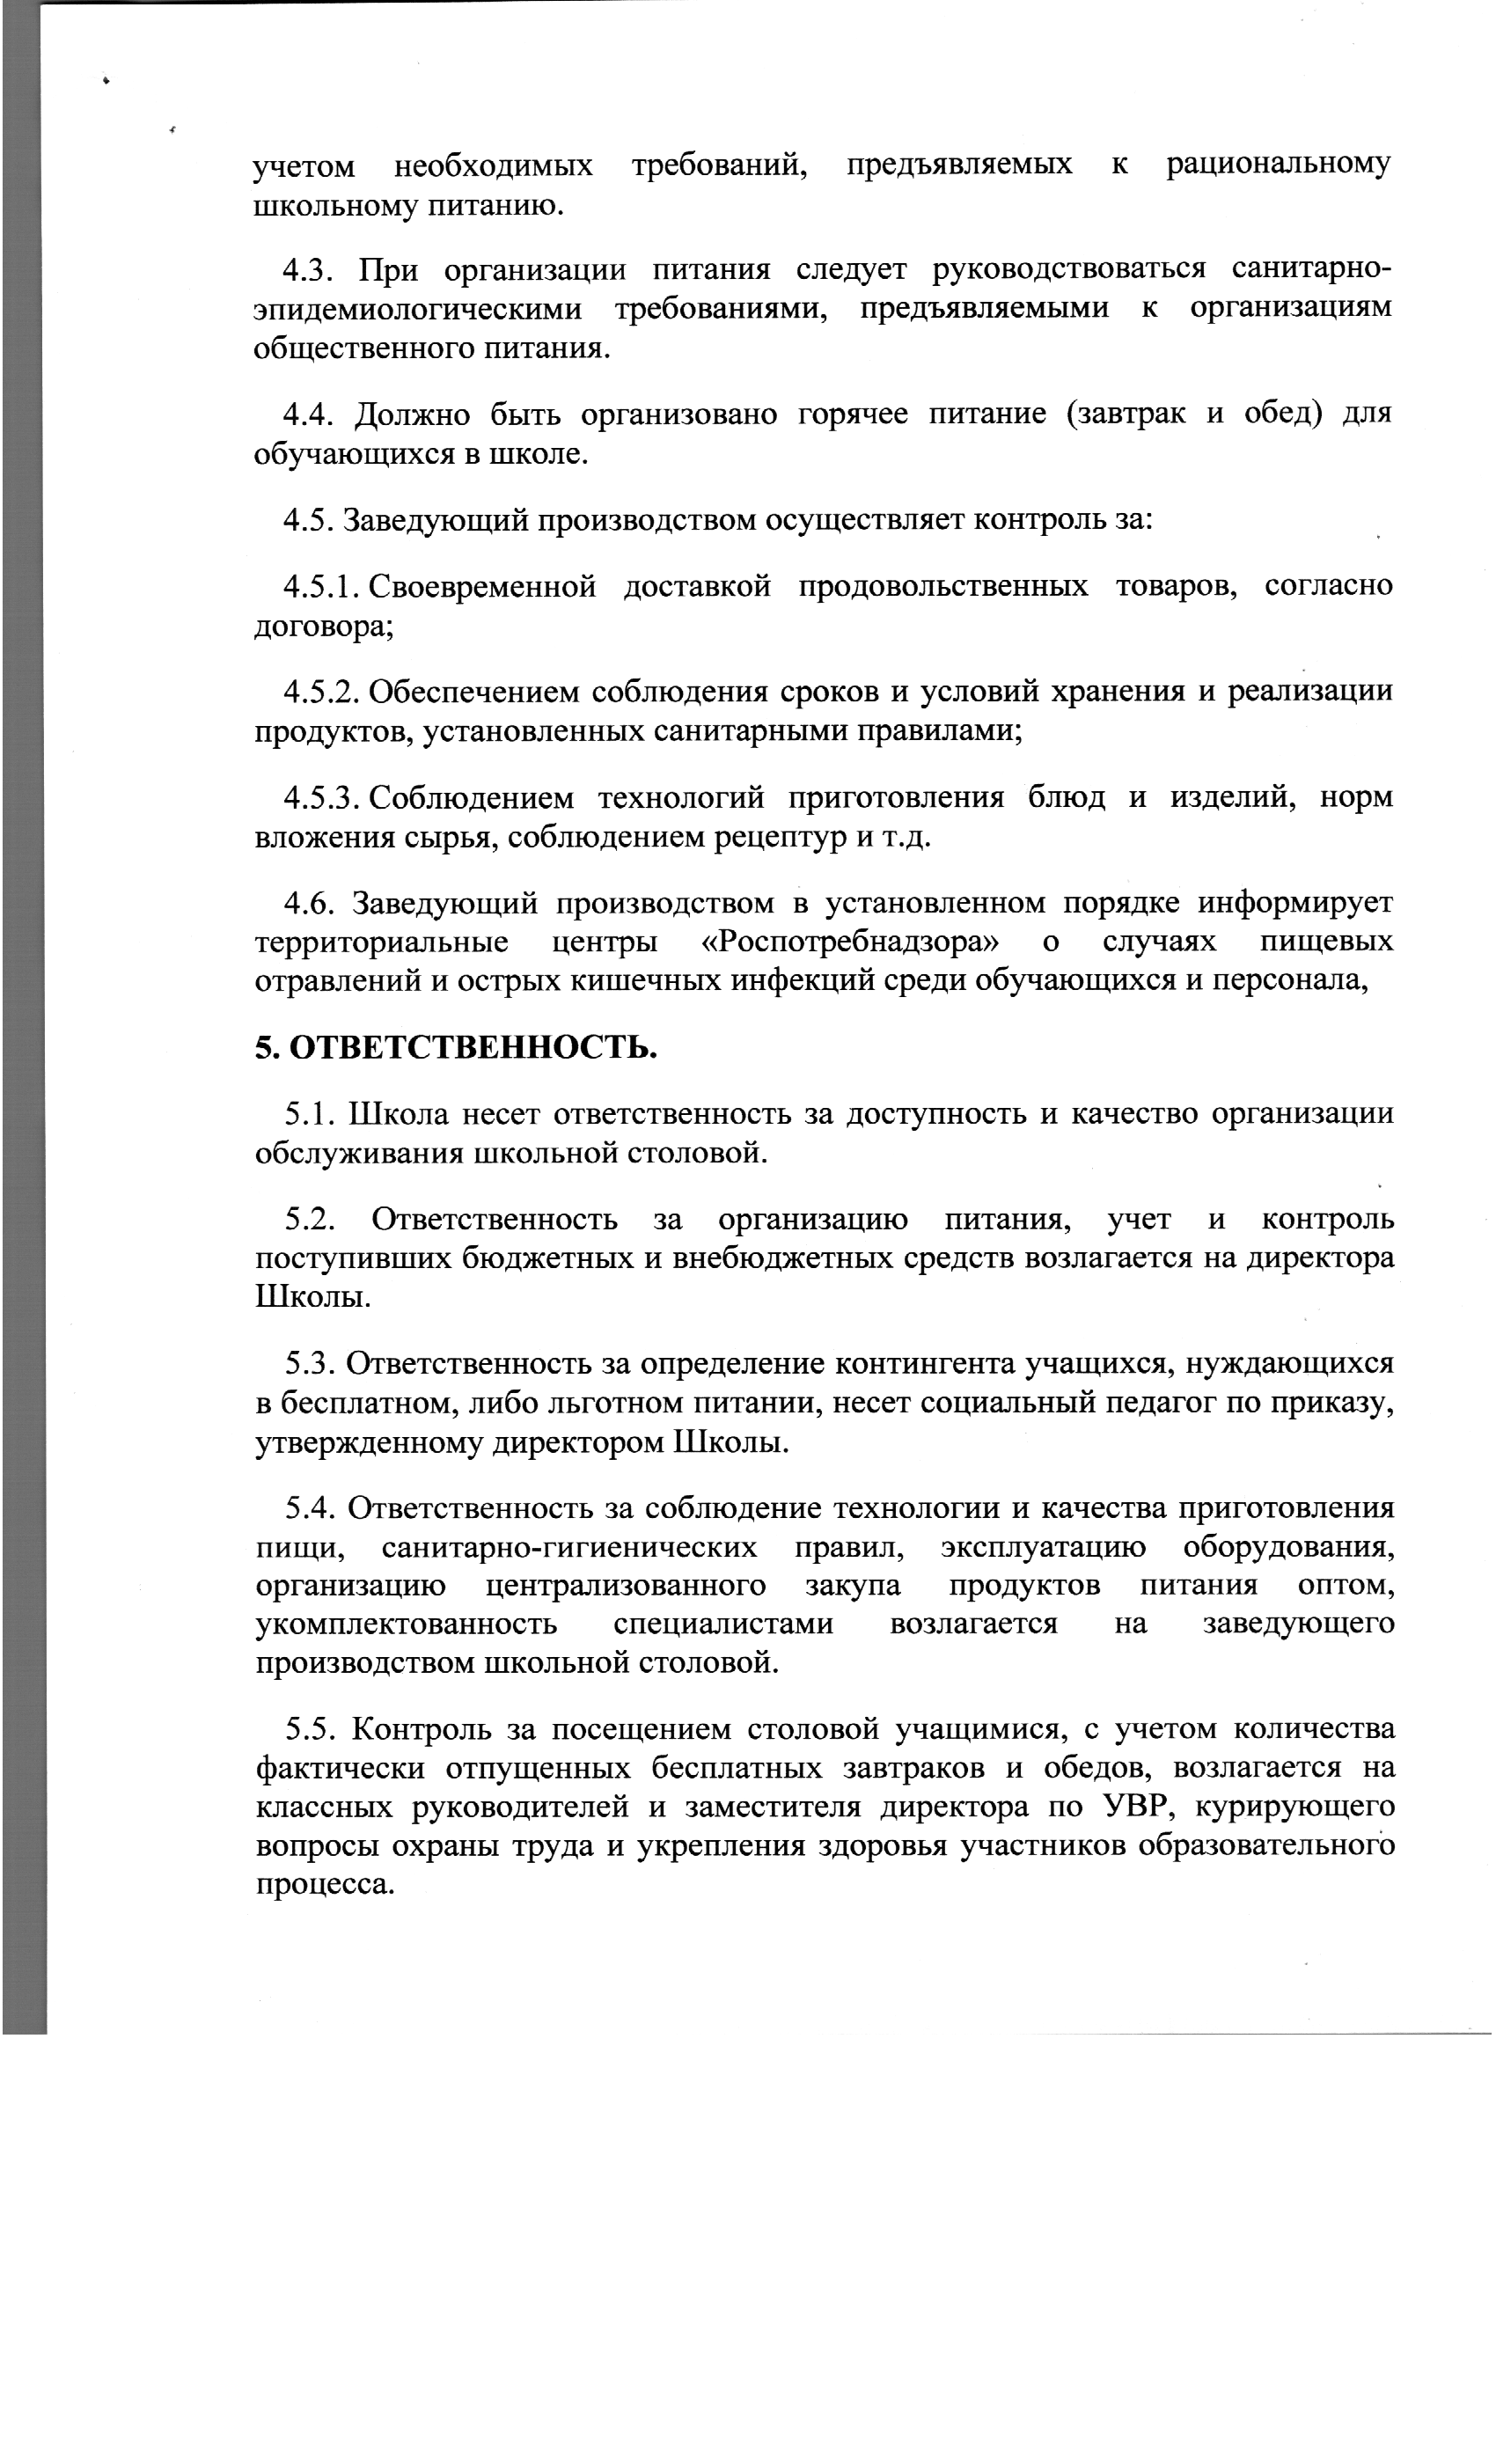 учетом необходимых требований, предъявляемых к рациональному
школьному питанию.
4.3. При организации питания следует руководствоваться санитарно-
эпидемиологическими требованиями, предъявляемыми к организациям
общественного питания.
4.4. Должно быть организовано горячее питание (завтрак и обед) для
обучающихся в школе.
4.5. Заведующий производством осуществляет контроль за:
4.5.1. Своевременной доставкой продовольственных товаров, согласно
договора;
4.5.2. Обеспечением соблюдения сроков и условий хранения и реализации
продуктов, установленных санитарными правилами;
4.5.3. Соблюдением технологий приготовления блюд и изделий, норм
вложения сырья, соблюдением рецептур и т.д.
4.6. Заведующий производством в установленном порядке информирует
территориальные центры «Роспотребнадзора» о случаях пищевых
отравлений и острых кишечных инфекций среди обучающихся и персонала,
5. ОТВЕТСТВЕННОСТЬ.
5.1. Школа несет ответственность за доступность и качество организации
обслуживания школьной столовой.
5.2. Ответственность за организацию питания, учет и контроль
поступивших бюджетных и внебюджетных средств возлагается на директора
Школы.
5.3. Ответственность за определение контингента учащихся, нуждающихся
в бесплатном, либо льготном питании, несет социальный педагог по приказу,
утвержденному директором Школы.
5.4. Ответственность за соблюдение технологии и качества приготовления
пищи, санитарно-гигиенических правил, эксплуатацию оборудования,
организацию централизованного закупа продуктов питания оптом,
укомплектованность специалистами возлагается на заведующего
производством школьной столовой.
5.5. Контроль за посещением столовой учащимися, с учетом количества
фактически отпущенных бесплатных завтраков и обедов, возлагается на
классных руководителей и заместителя директора по УВР, курирующего
вопросы охраны труда и укрепления здоровья участников образовательного
процесса.